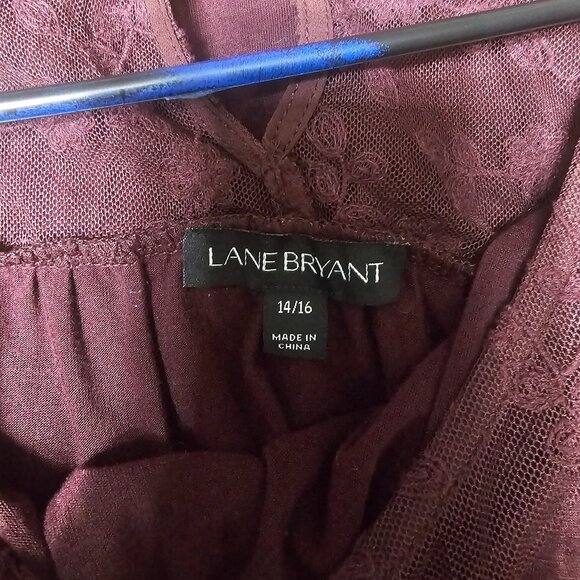 LANE BRYANT
14/16
MADE IN
CHINA